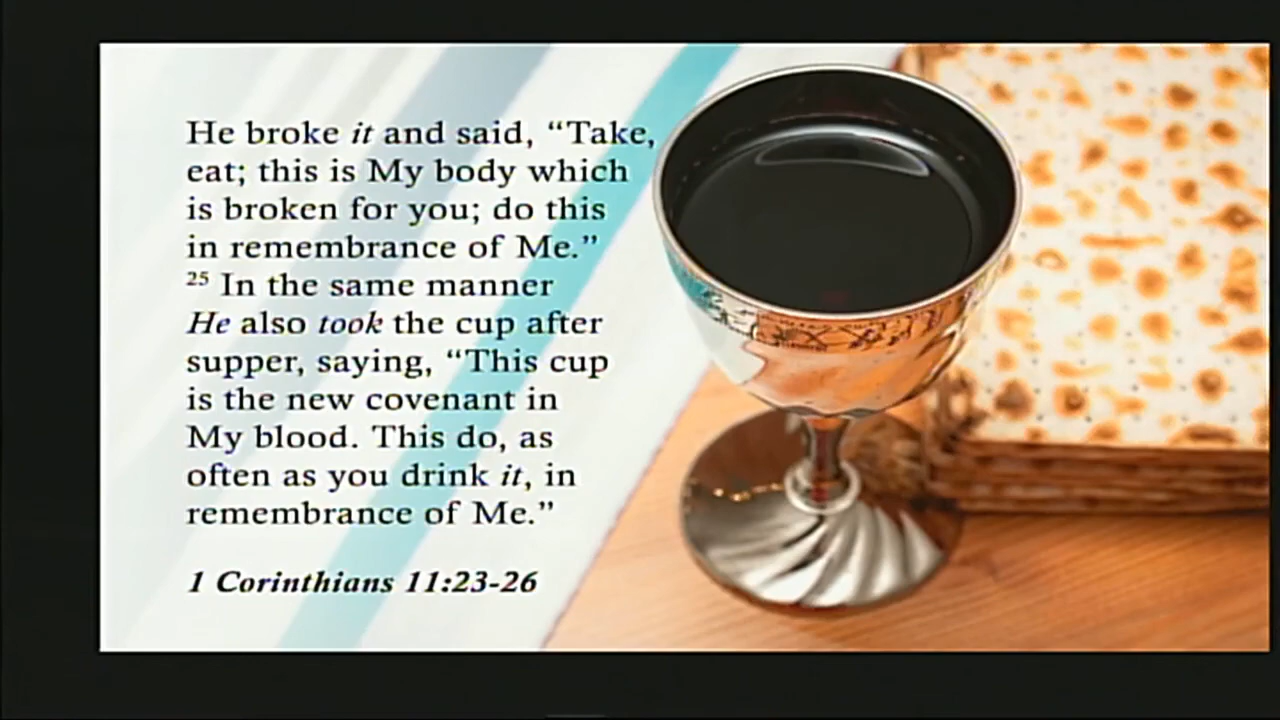 He broke it and said, “Take,
eat; this is My body which
is broken for you; do this
in remembrance of Me.”
²⁵ In the same manner
He also took the cup after
supper, saying, “This cup
is the new covenant in
My blood. This do, as
often as you drink it, in
remembrance of Me.”
1 Corinthians 11:23-26